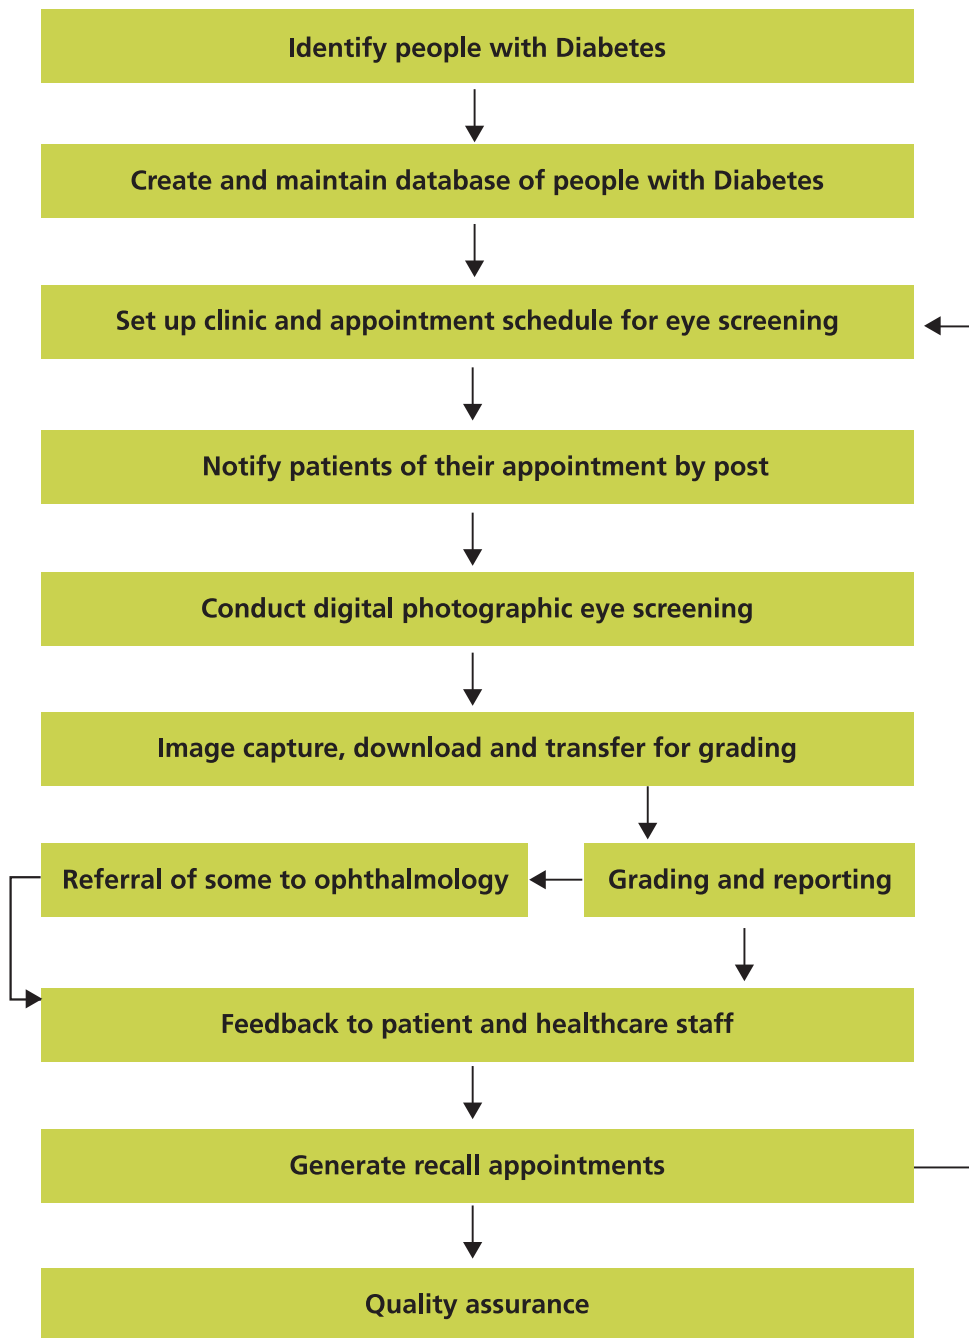 Identify people with Diabetes
Create and maintain database of people with Diabetes
Set up clinic and appointment schedule for eye screening
Notify patients of their appointment by post
Conduct digital photographic eye screening
Image capture, download and transfer for grading
Referral of some to ophthalmology
Grading and reporting
Feedback to patient and healthcare staff
Generate recall appointments
Quality assurance